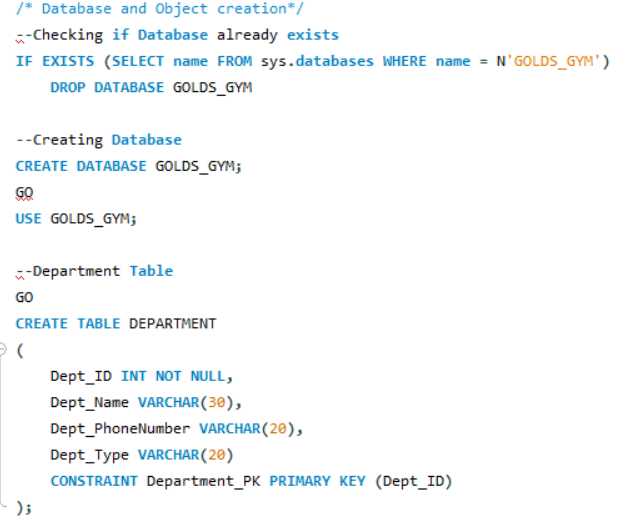 /* Database and Object creation*/
--Checking if Database already exists
IF EXISTS (SELECT name FROM sys.databases WHERE name = N'GOLDS_GYM')
    DROP DATABASE GOLDS_GYM

--Creating Database
CREATE DATABASE GOLDS_GYM;
GO
USE GOLDS_GYM;

--Department Table
GO
CREATE TABLE DEPARTMENT
(
    Dept_ID INT NOT NULL,
    Dept_Name VARCHAR(30),
    Dept_PhoneNumber VARCHAR(20),
    Dept_Type VARCHAR(20)
    CONSTRAINT Department_PK PRIMARY KEY (Dept_ID)
);